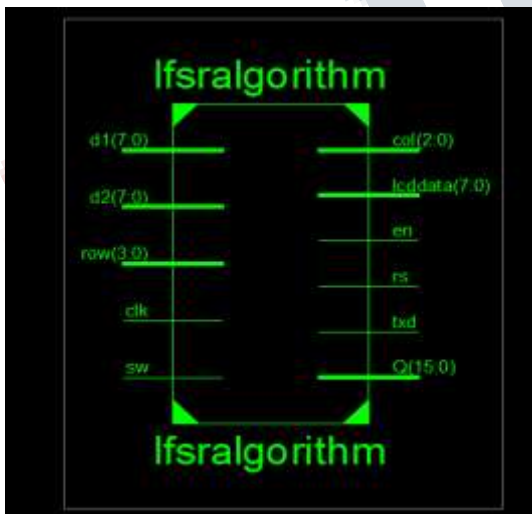 lfsralgorithm
d1(7:0)
col(2:0)
d2(7:0)
lcddata(7:0)
en
row(3:0)
rs
clk
txd
sw
Q(15:0)
lfsralgorithm